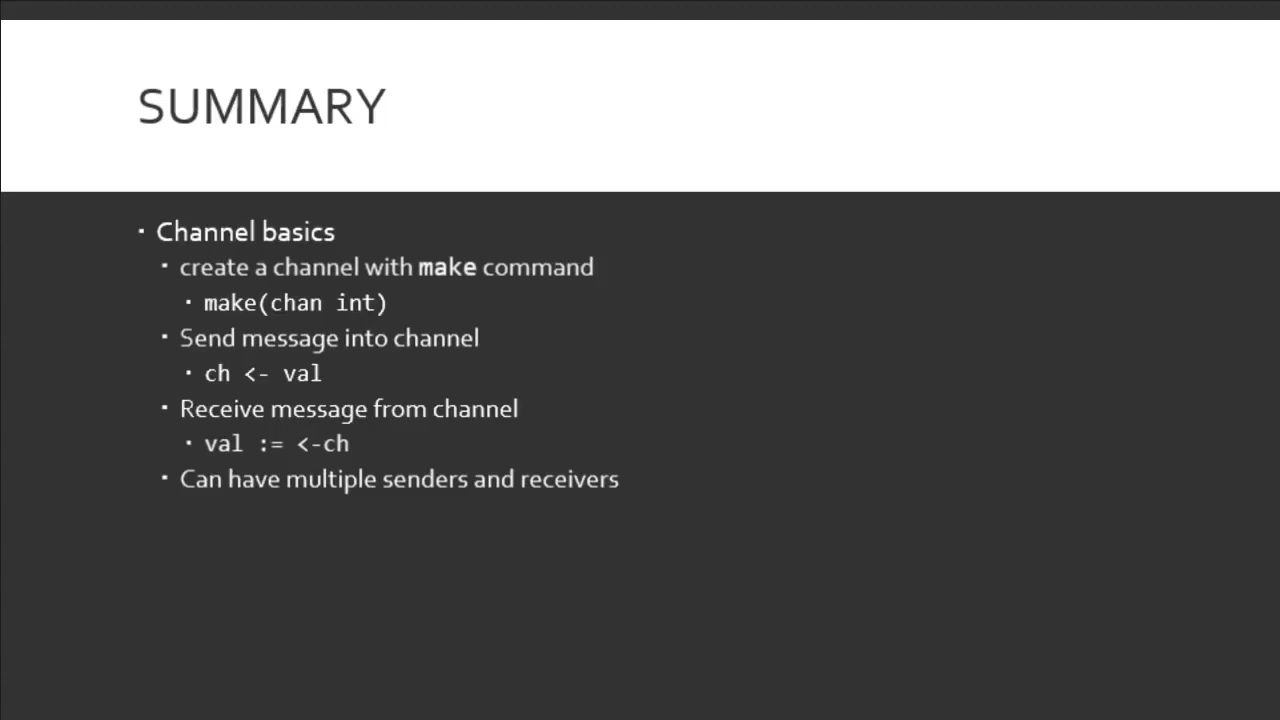 SUMMARY
Channel basics
create a channel with make command
make(chan int)
Send message into channel
ch <- val
Receive message from channel
val := <-ch
Can have multiple senders and receivers